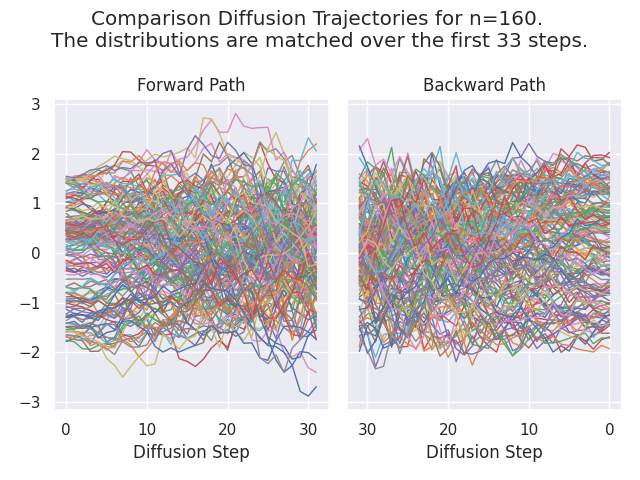 Comparison Diffusion Trajectories for n=160.
The distributions are matched over the first 33 steps.
Forward Path
Backward Path
3
2
1
0
−1
−2
−3
0 10 20 30
30 20 10 0
Diffusion Step
Diffusion Step